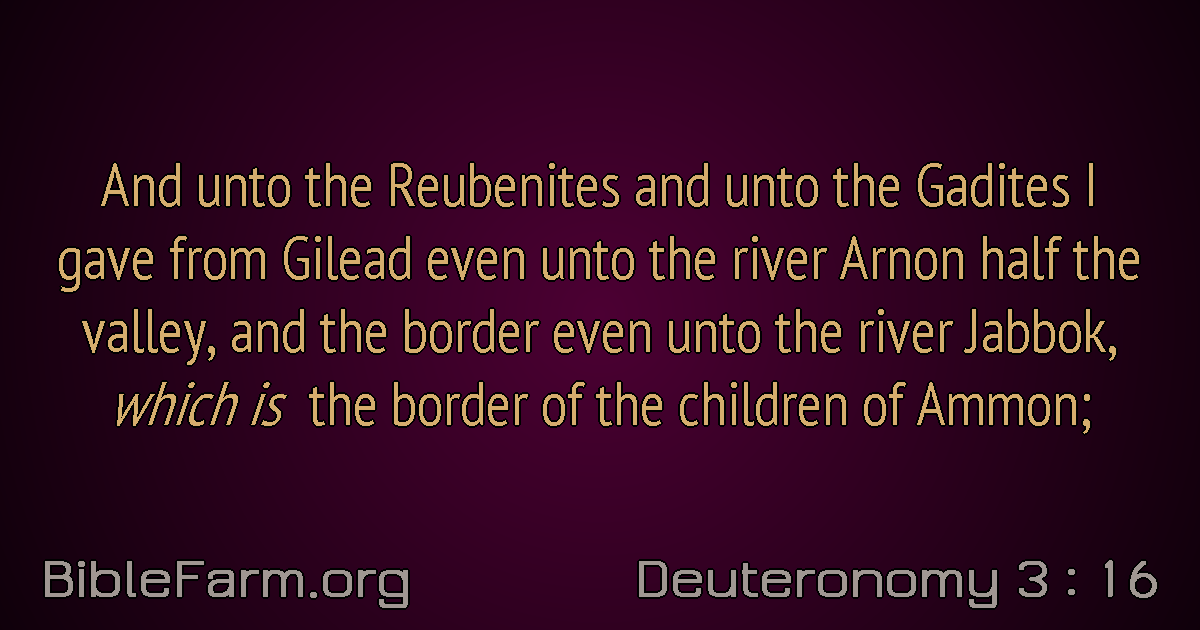 And unto the Reubenites and unto the Gadites I
gave from Gilead even unto the river Arnon half the
valley, and the border even unto the river Jabbok,
which is the border of the children of Ammon;
BibleFarm.org
Deuteronomy 3 : 16